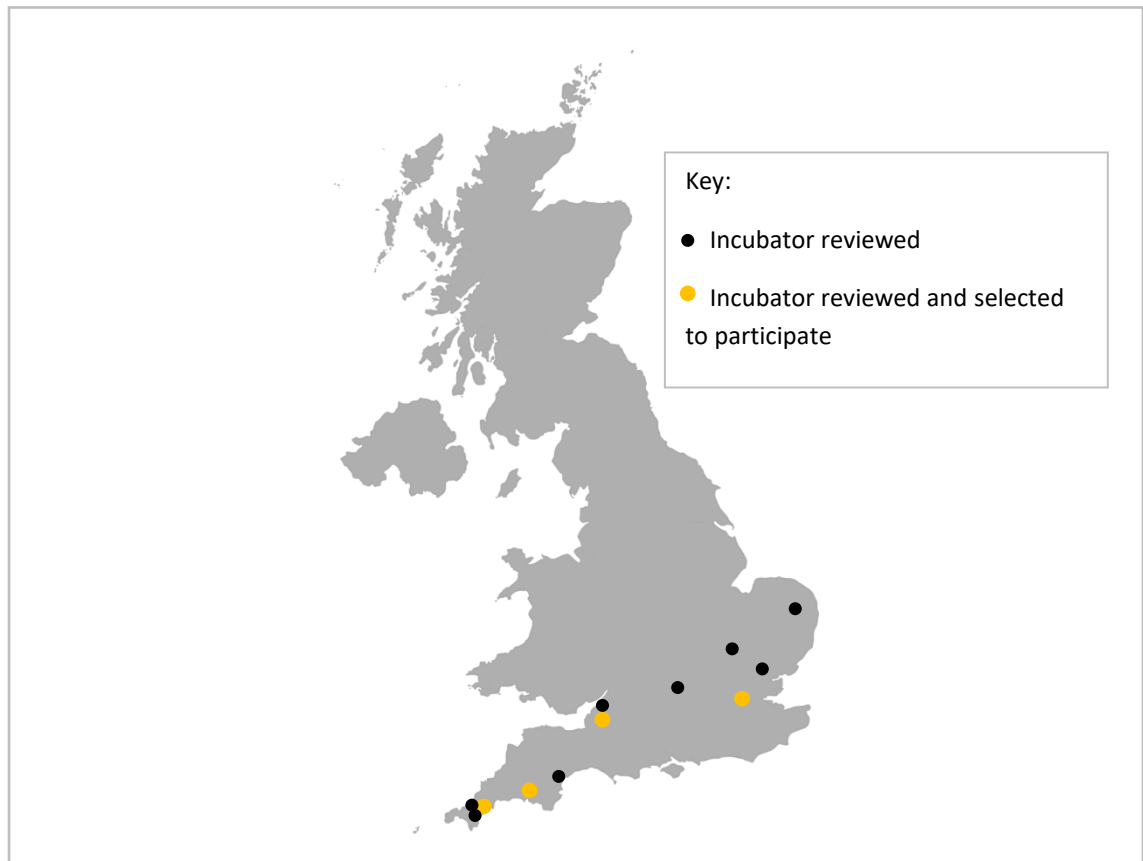 Key:
Incubator reviewed
Incubator reviewed and selected
to participate